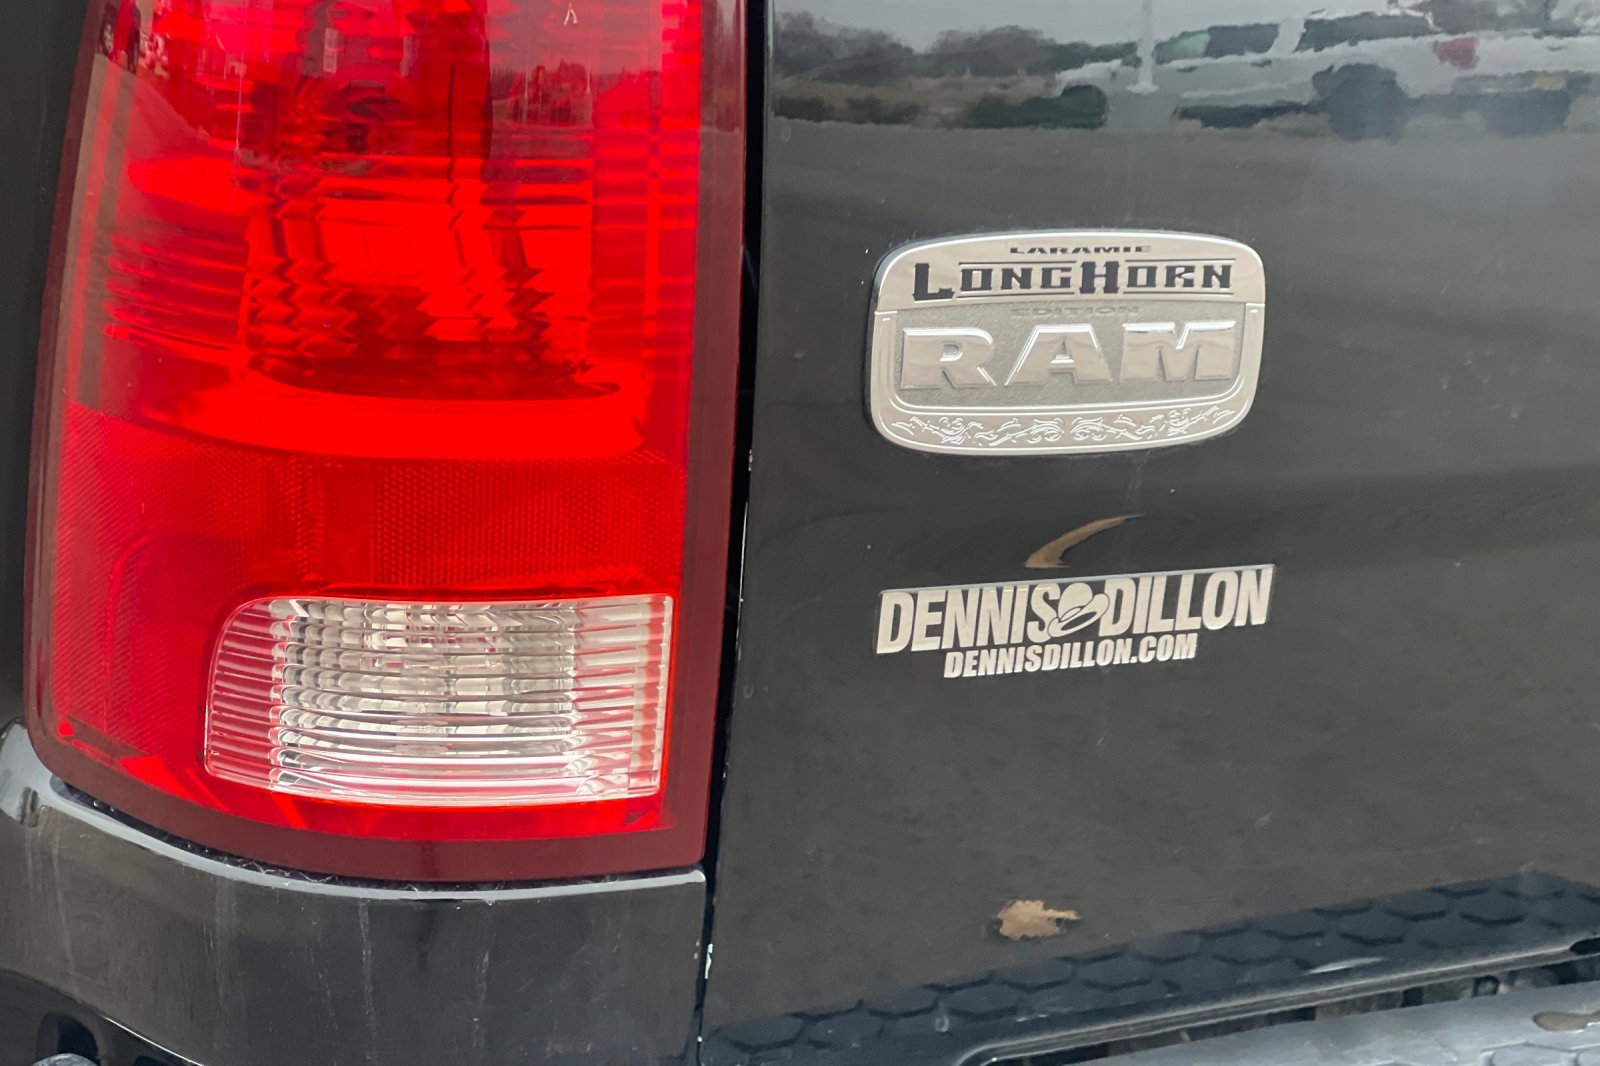 LARAMIE
LONGHORN
EDITION
RAM
DENNIS DILLON
DENNISDILLON.COM